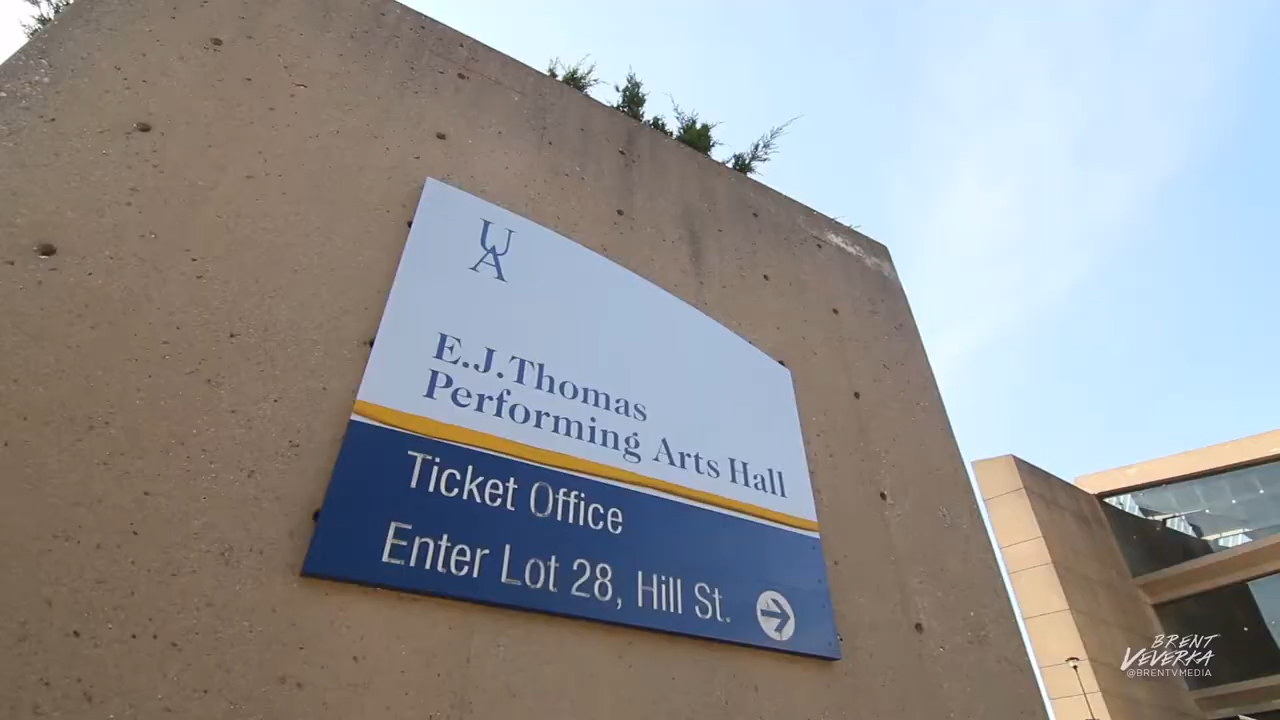 UA
E.J.Thomas
Performing Arts Hall
Ticket Office
Enter Lot 28, Hill St.
BRENT
VEVERKA
@BRENTVMEDIA